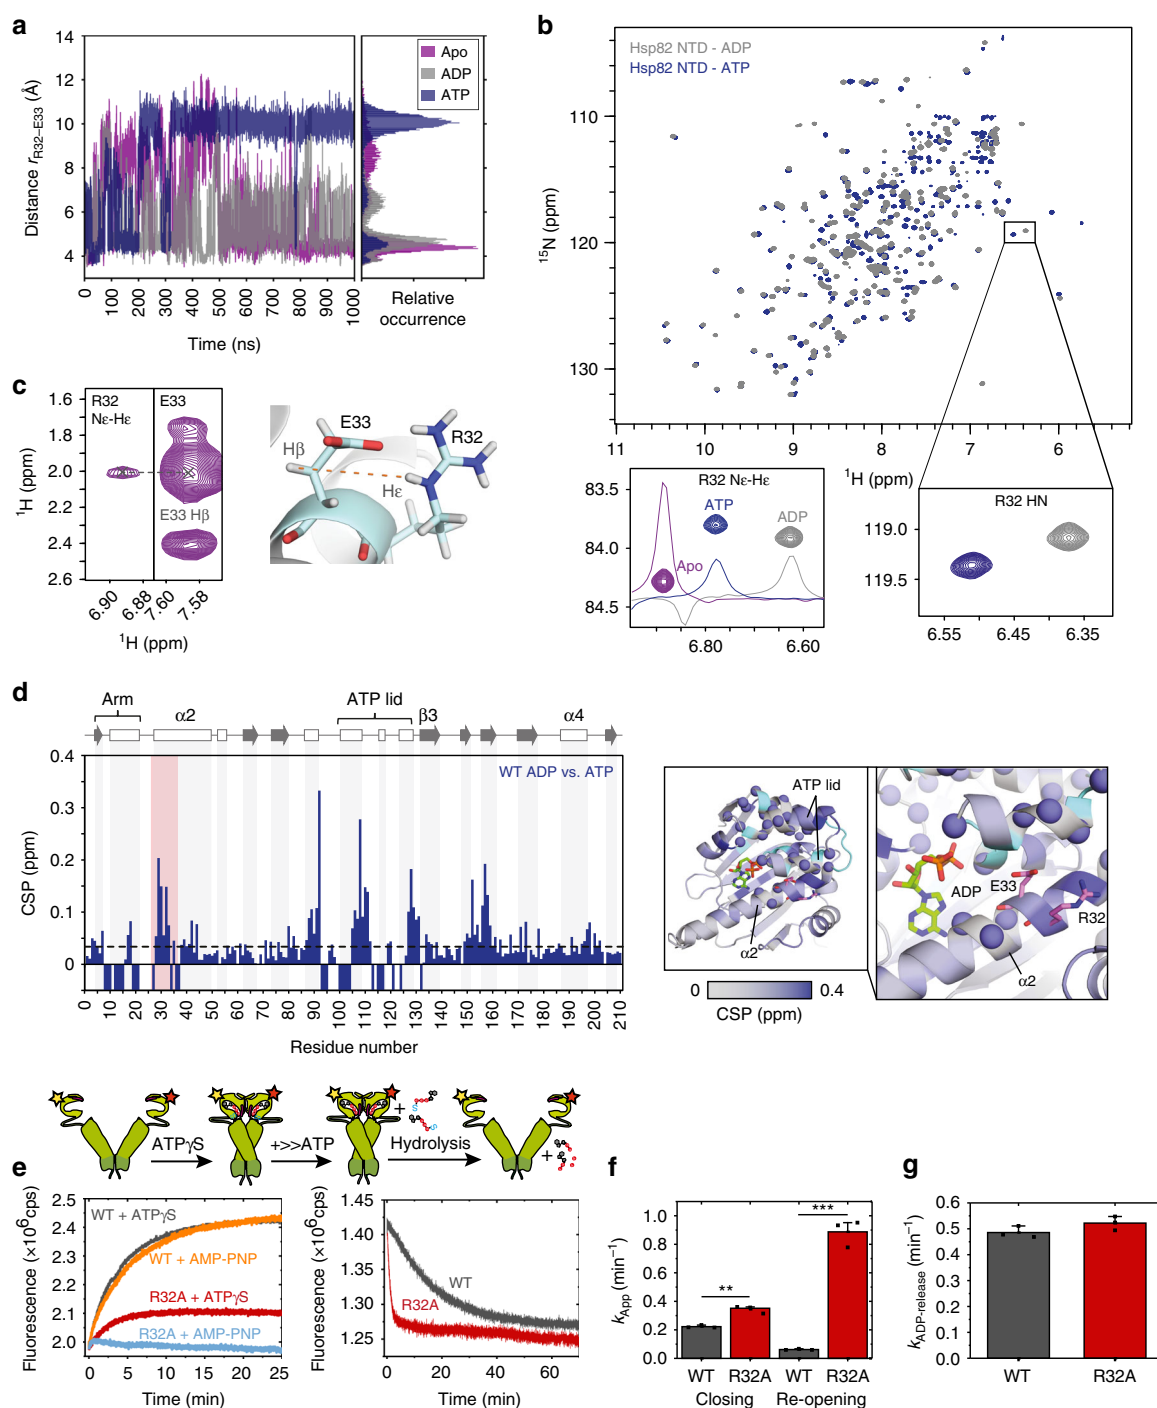 a
14
12
10
8
6
4
Distance rR32–E33 (Å)
Apo
ADP
ATP
0
100
200
300
400
500
600
700
800
900
1000
Time (ns)
Relative
occurrence
b
Hsp82 NTD - ADP
Hsp82 NTD - ATP
110
120
130
15N (ppm)
11
10
9
8
7
6
1H (ppm)
R32 Nε-Hε
83.5
84.0
84.5
ATP
ADP
Apo
6.80
6.60
R32 HN
119.0
119.5
6.55
6.45
6.35
c
R32
Nε-Hε
E33
1.6
1.8
2.0
2.2
2.4
2.6
1H (ppm)
E33 Hβ
6.90
6.88
7.60
7.58
1H (ppm)
E33
R32
Hβ
Hε
d
Arm
α2
ATP lid
β3
α4
0.4
0.3
0.2
0.1
0
CSP (ppm)
WT ADP vs. ATP
0
10
20
30
40
50
60
70
80
90
100
110
120
130
140
150
160
170
180
190
200
210
Residue number
ATP lid
α2
0
0.4
CSP (ppm)
ADP
E33
R32
α2
ATPγS
+>>ATP
+
S
S
Hydrolysis
+
e
2.5
2.4
2.3
2.2
2.1
2.0
Fluorescence (×10⁶cps)
WT + ATPγS
WT + AMP-PNP
R32A + ATPγS
R32A + AMP-PNP
0
5
10
15
20
25
Time (min)
1.45
1.40
1.35
1.30
1.25
Fluorescence (×10⁶cps)
WT
R32A
0
20
40
60
Time (min)
f
1.0
0.8
0.6
0.4
0.2
0.0
kApp (min⁻¹)
**
***
WT
R32A
WT
R32A
Closing
Re-opening
g
0.6
0.5
0.4
0.3
0.2
0.1
0
kADP-release (min⁻¹)
WT
R32A